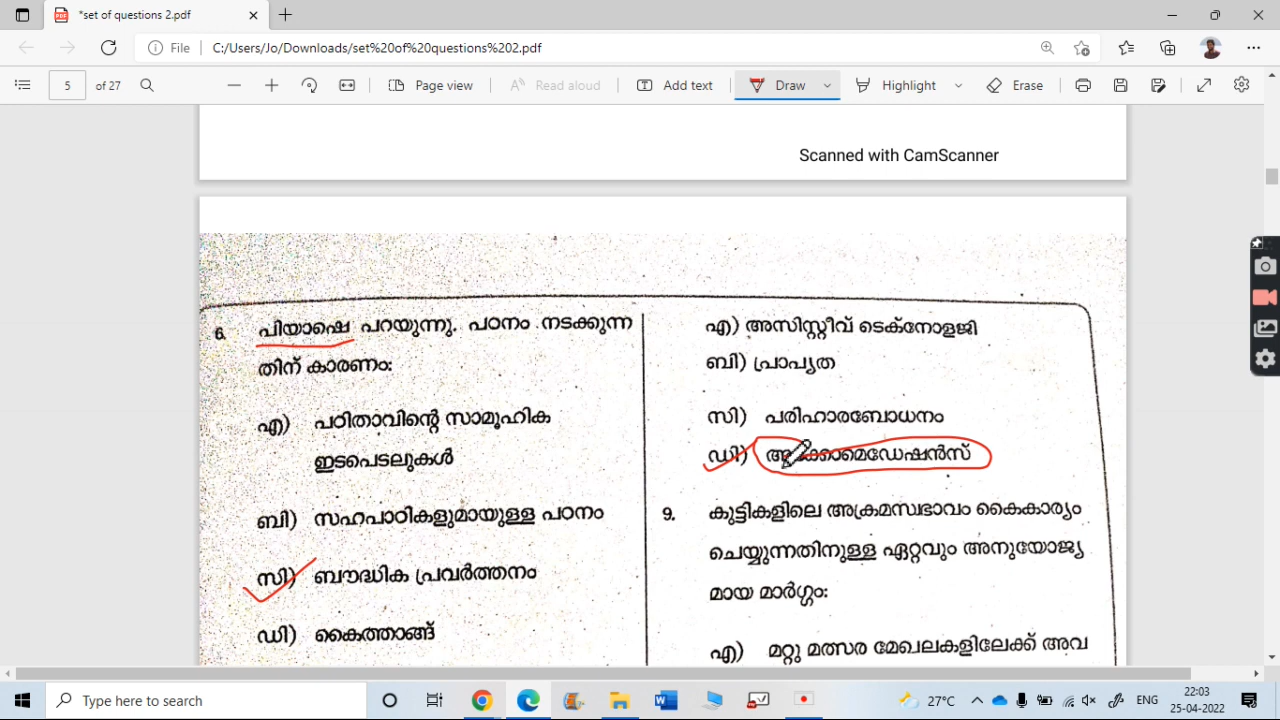 *set of questions 2.pdf
File
C:/Users/Jo/Downloads/set%20of%20questions%202.pdf
5
of 27
Page view
Read aloud
Add text
Draw
Highlight
Erase
Scanned with CamScanner
6. പിയാഷെ പറയുന്നു. പഠനം നടക്കുന്ന
തിന് കാരണം:
എ) പഠിതാവിന്റെ സാമൂഹിക
ഇടപെടലുകൾ
ബി) സഹപാഠികളുമായുള്ള പഠനം
സി) ബൗദ്ധിക പ്രവർത്തനം
ഡി) കൈത്താങ്ങ്
എ) അസിസ്റ്റീവ് ടെക്നോളജി
ബി) പ്രാപ്യത
സി) പരിഹാരബോധനം
ഡി) അക്കാമെഡേഷൻസ്
9. കുട്ടികളിലെ അക്രമസ്വഭാവം കൈകാര്യം
ചെയ്യുന്നതിനുള്ള ഏറ്റവും അനുയോജ്യ
മായ മാർഗ്ഗം:
എ) മറ്റു മത്സര മേഖലകളിലേക്ക് അവ
Type here to search
27°C
ENG
22:03
25-04-2022